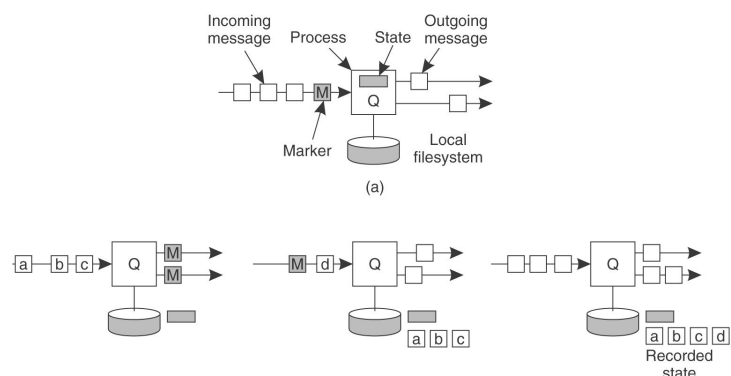 Incoming
message
Process
State
Outgoing
message
M
Q
Marker
Local
filesystem
(a)
a b c Q M
M
M d Q
a b c
Q
a b c d
Recorded
state